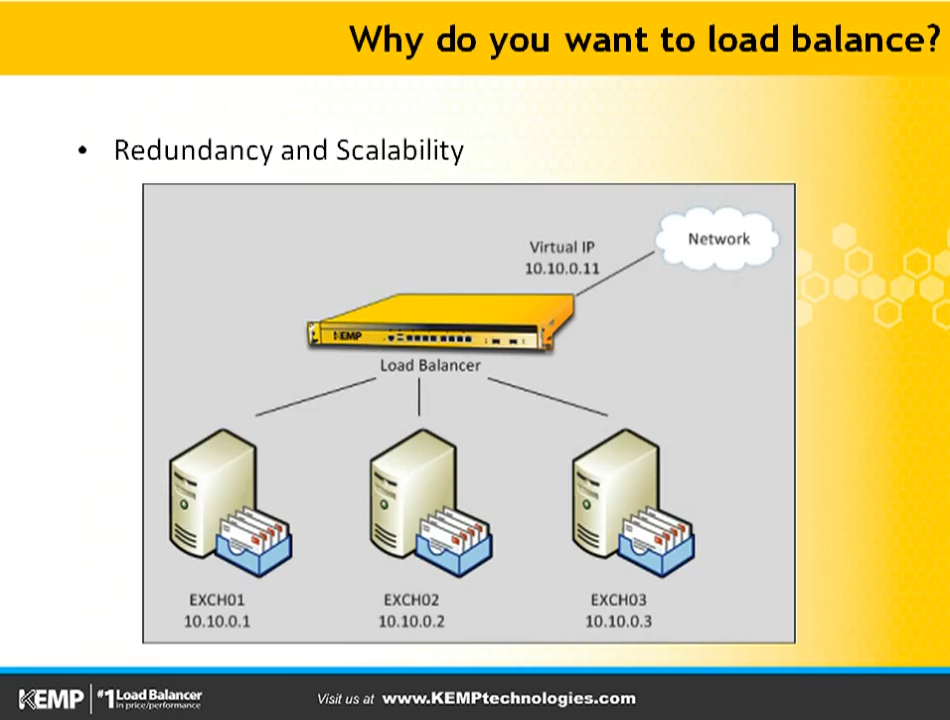 Why do you want to load balance?
• Redundancy and Scalability
Network
Virtual IP
10.10.0.11
KEMP
Load Balancer
EXCH01
10.10.0.1
EXCH02
10.10.0.2
EXCH03
10.10.0.3
KEMP
#1 Load Balancer
in price/performance
Visit us at www.KEMPtechnologies.com